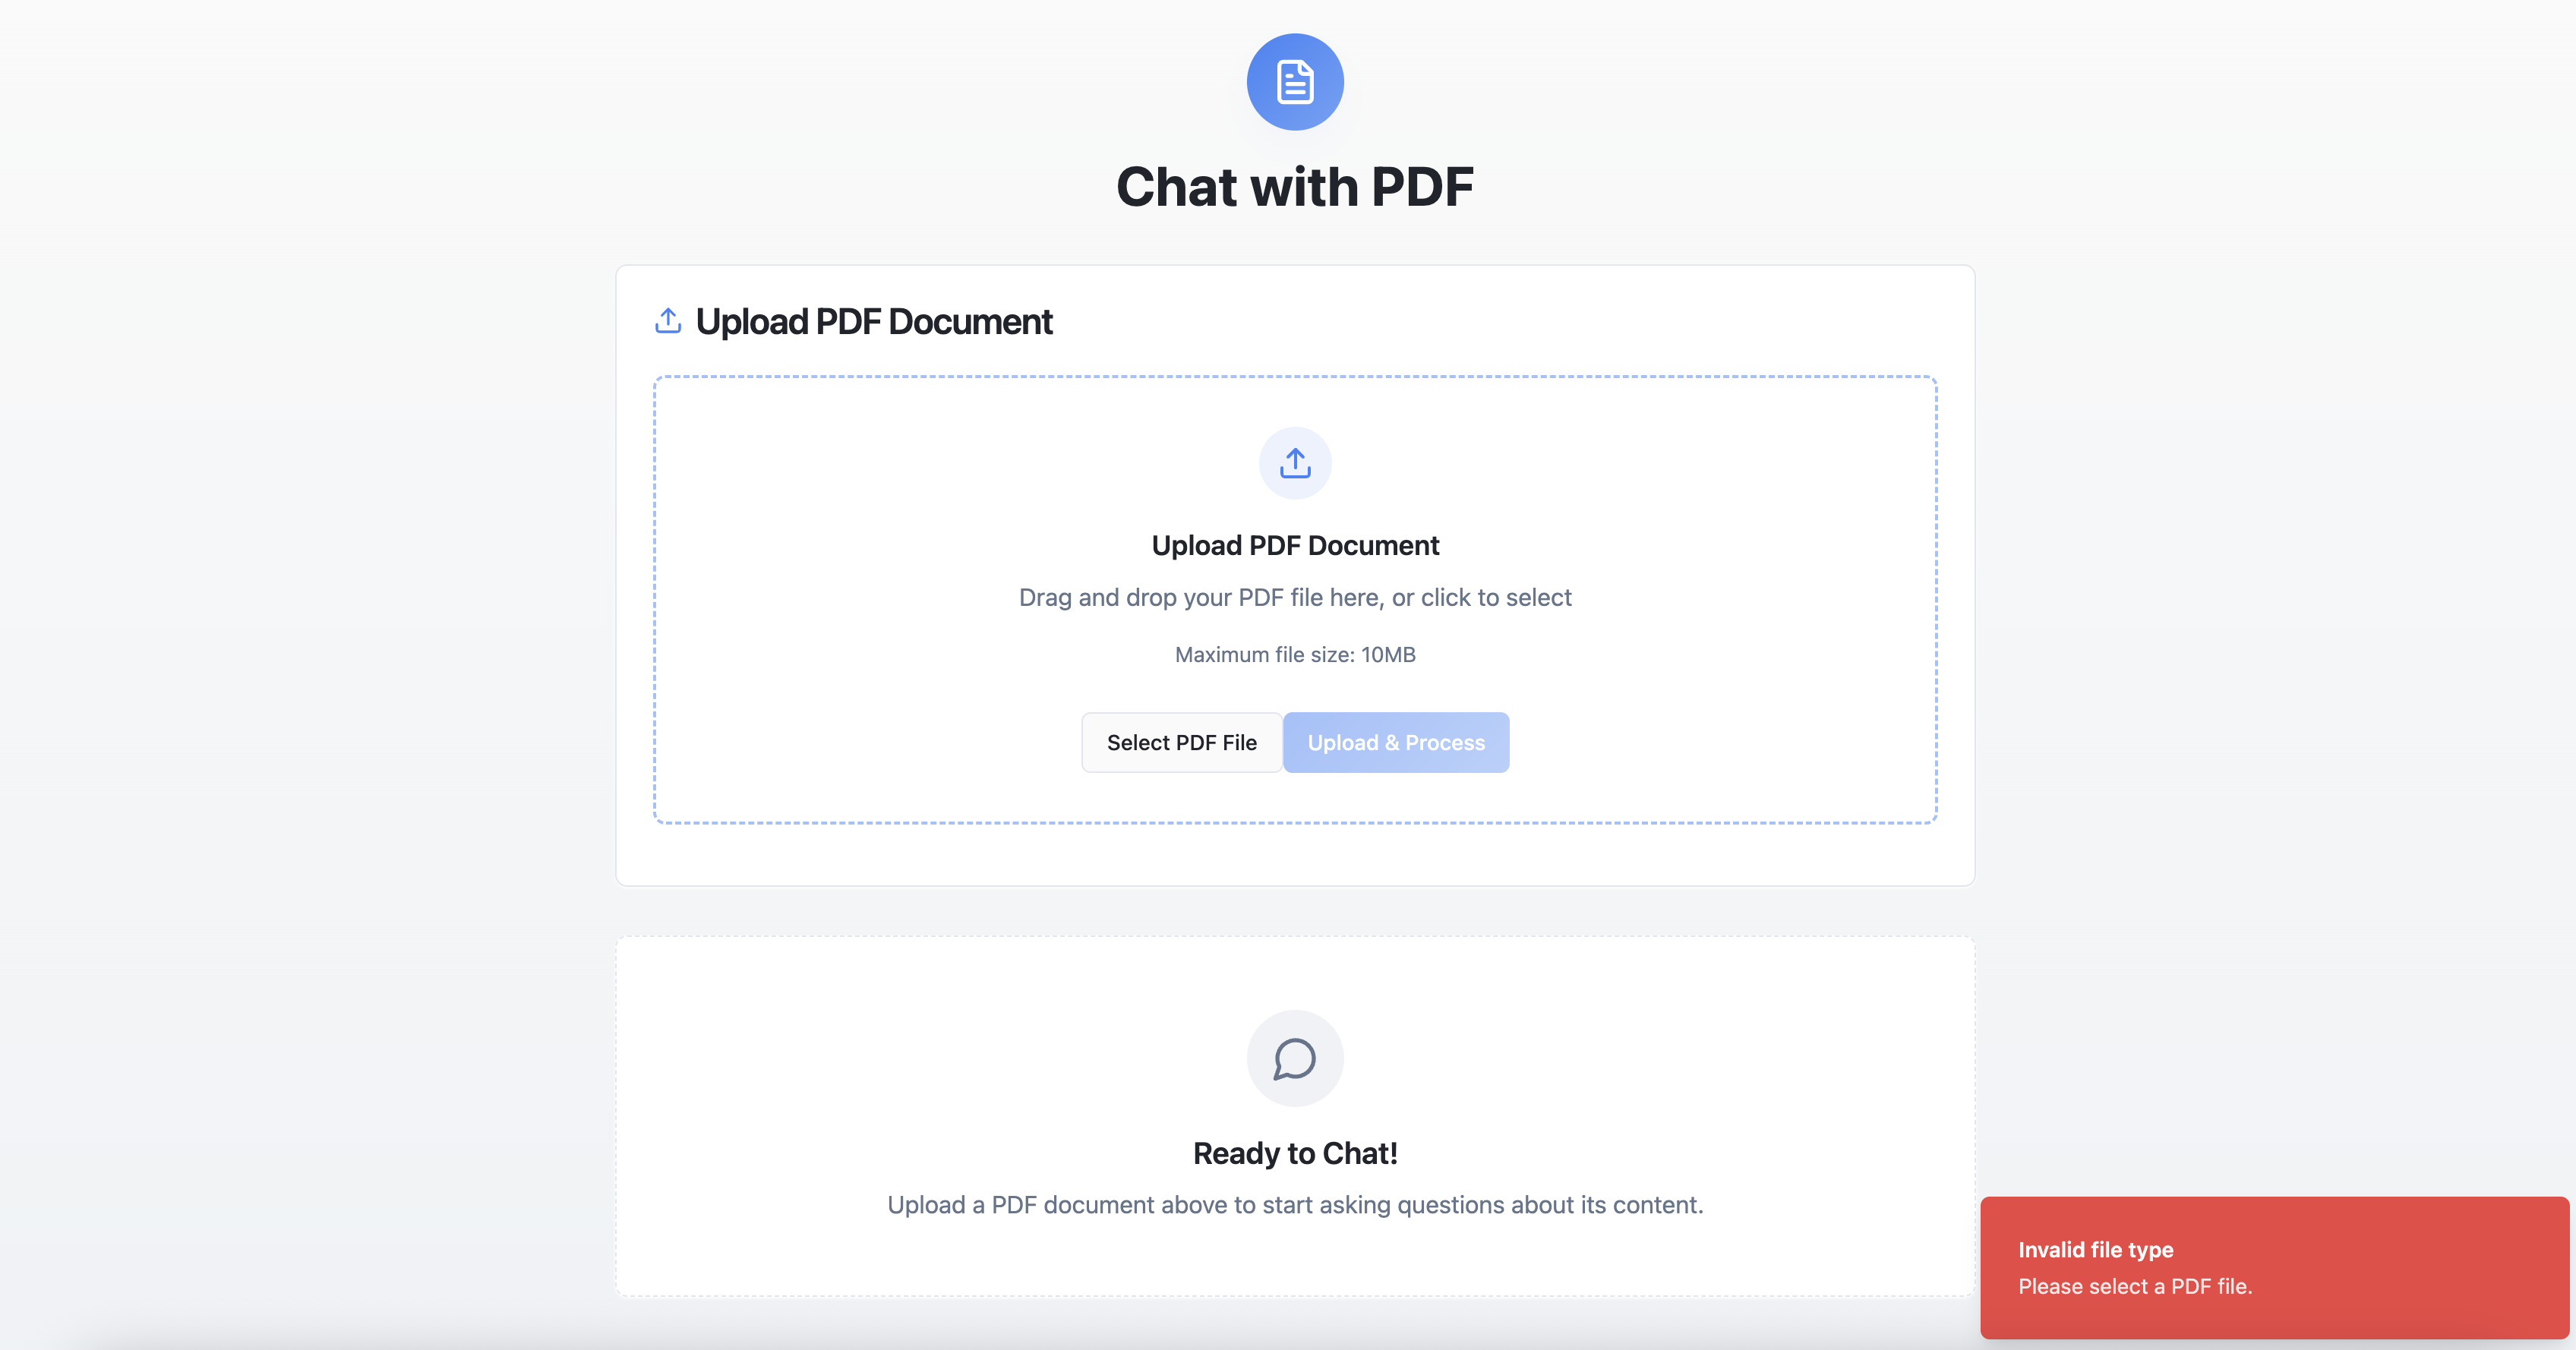 Chat with PDF
Upload PDF Document
Upload PDF Document
Drag and drop your PDF file here, or click to select
Maximum file size: 10MB
Select PDF File
Upload & Process
Ready to Chat!
Upload a PDF document above to start asking questions about its content.
Invalid file type
Please select a PDF file.